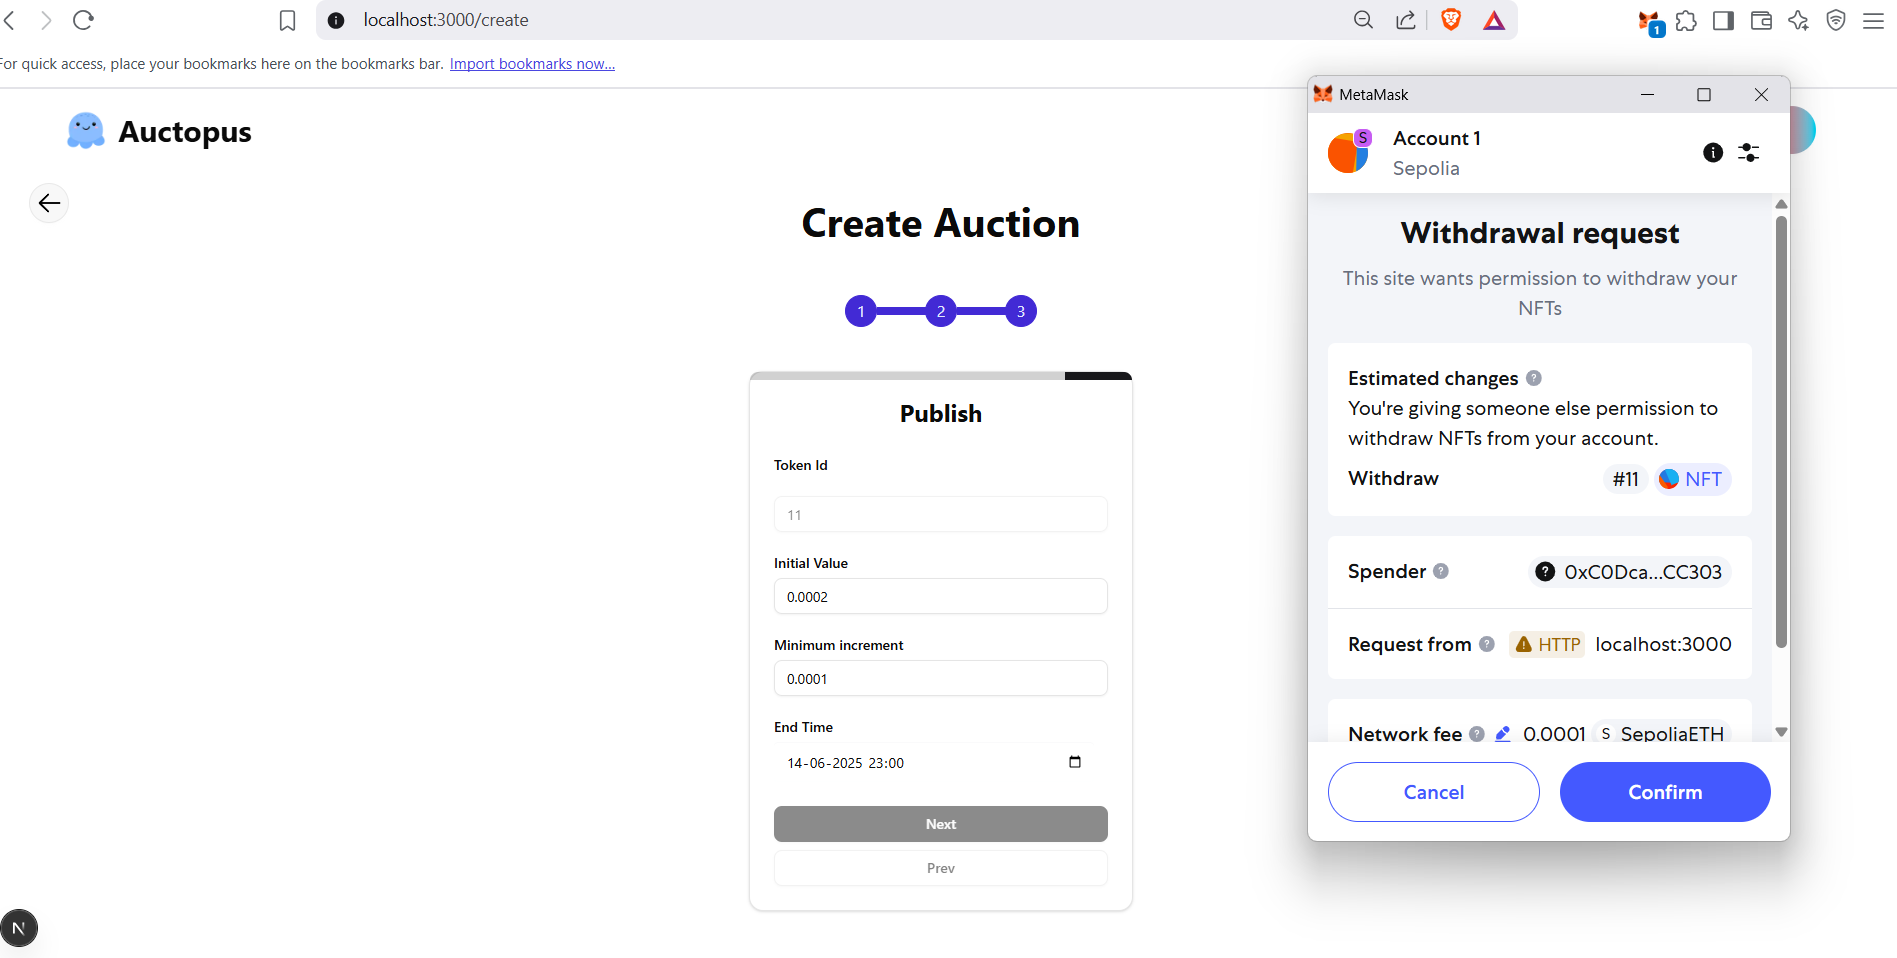 localhost:3000/create
1
For quick access, place your bookmarks here on the bookmarks bar. Import bookmarks now...
Auctopus
Create Auction
1 2 3
Publish
Token Id
11
Initial Value
0.0002
Minimum increment
0.0001
End Time
14-06-2025 23:00
Next
Prev
N
MetaMask
S
Account 1
Sepolia
Withdrawal request
This site wants permission to withdraw your
NFTs
Estimated changes ?
You're giving someone else permission to
withdraw NFTs from your account.
Withdraw #11 NFT
Spender ? ? 0xC0Dca...CC303
Request from ? HTTP localhost:3000
Network fee ? 0.0001 S SepoliaETH
Cancel Confirm